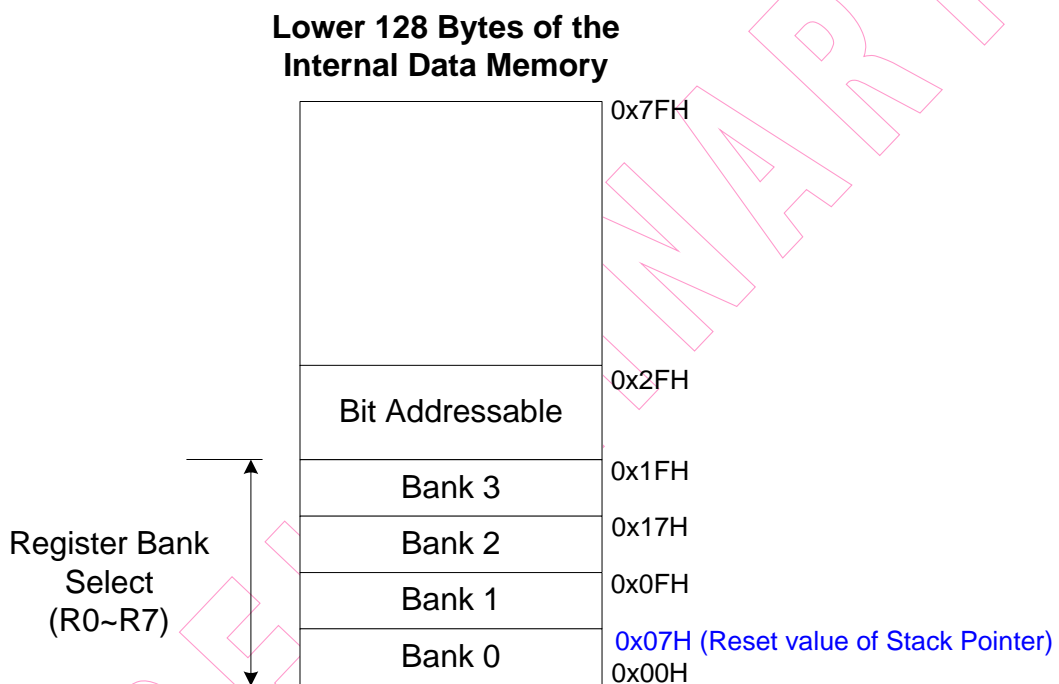 Lower 128 Bytes of the
Internal Data Memory
0x7FH
0x2FH
Bit Addressable
0x1FH
Bank 3
0x17H
Bank 2
Register Bank
Select
(R0~R7)
0x0FH
Bank 1
0x07H (Reset value of Stack Pointer)
Bank 0
0x00H